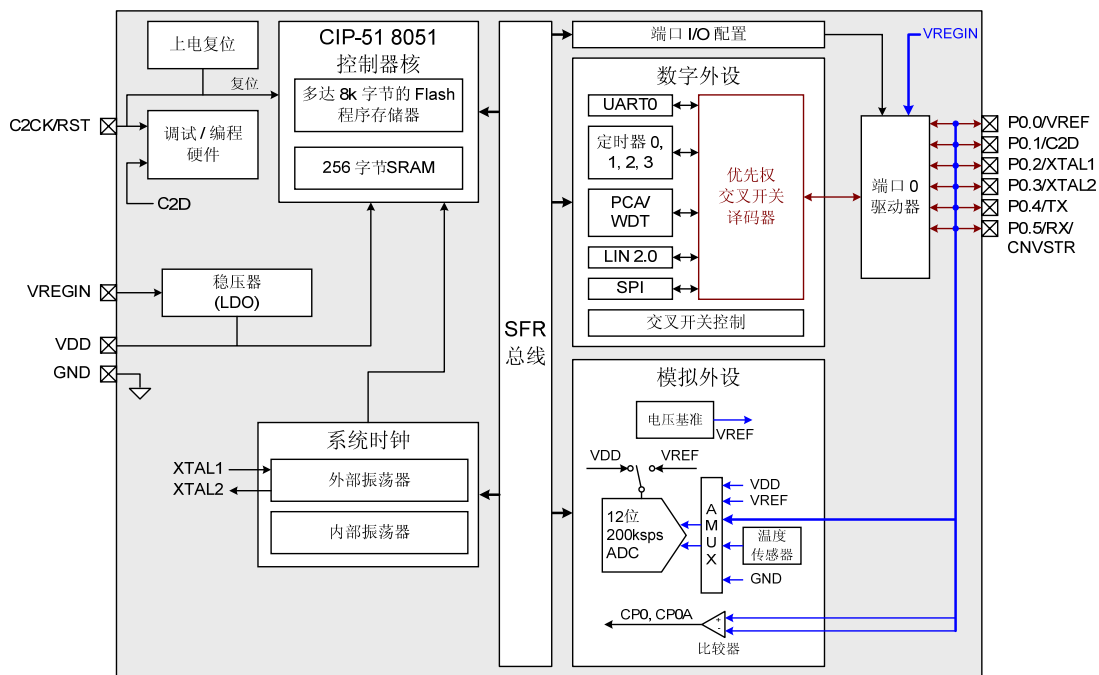 上电复位
复位
C2CK/RST
调试 / 编程
硬件
C2D
CIP-51 8051
控制器核
多达 8k 字节的 Flash
程序存储器
256 字节SRAM
VREGIN
稳压器
(LDO)
VDD
GND
系统时钟
XTAL1
XTAL2
外部振荡器
内部振荡器
SFR
总线
端口 I/O 配置
数字外设
UART0
定时器 0,
1, 2, 3
PCA/
WDT
LIN 2.0
SPI
优先权
交叉开关
译码器
交叉开关控制
VREGIN
端口 0
驱动器
P0.0/VREF
P0.1/C2D
P0.2/XTAL1
P0.3/XTAL2
P0.4/TX
P0.5/RX/
CNVSTR
模拟外设
电压基准
VREF
VDD
VREF
12位
200ksps
ADC
A
M
U
X
VDD
VREF
温度
传感器
GND
CP0, CP0A
+
-
比较器